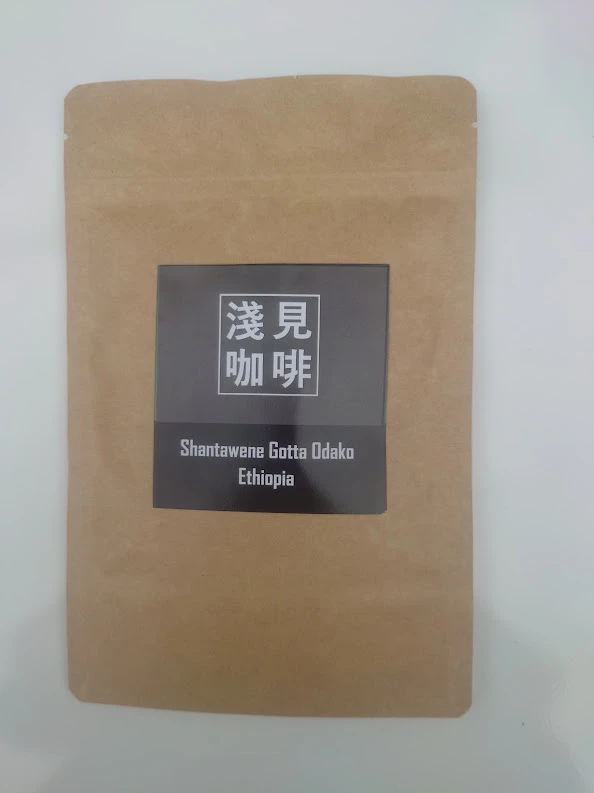 淺見
咖啡
Shantawene Gotta Odako
Ethiopia